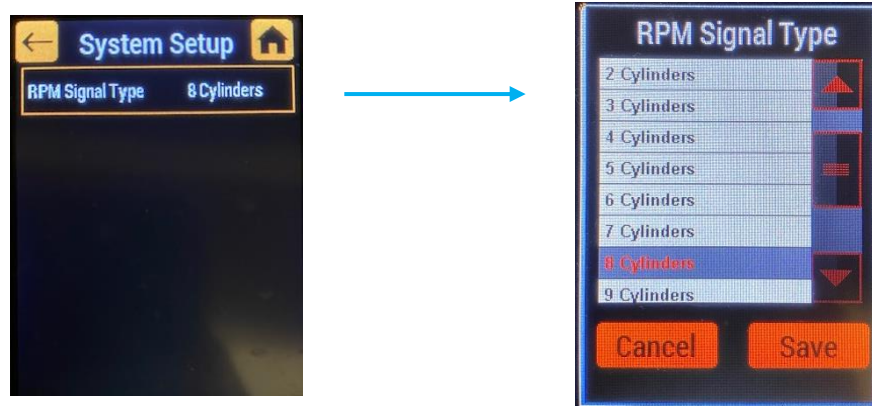 System Setup
RPM Signal Type 8 Cylinders
RPM Signal Type
2 Cylinders
3 Cylinders
4 Cylinders
5 Cylinders
6 Cylinders
7 Cylinders
8 Cylinders
9 Cylinders
Cancel Save